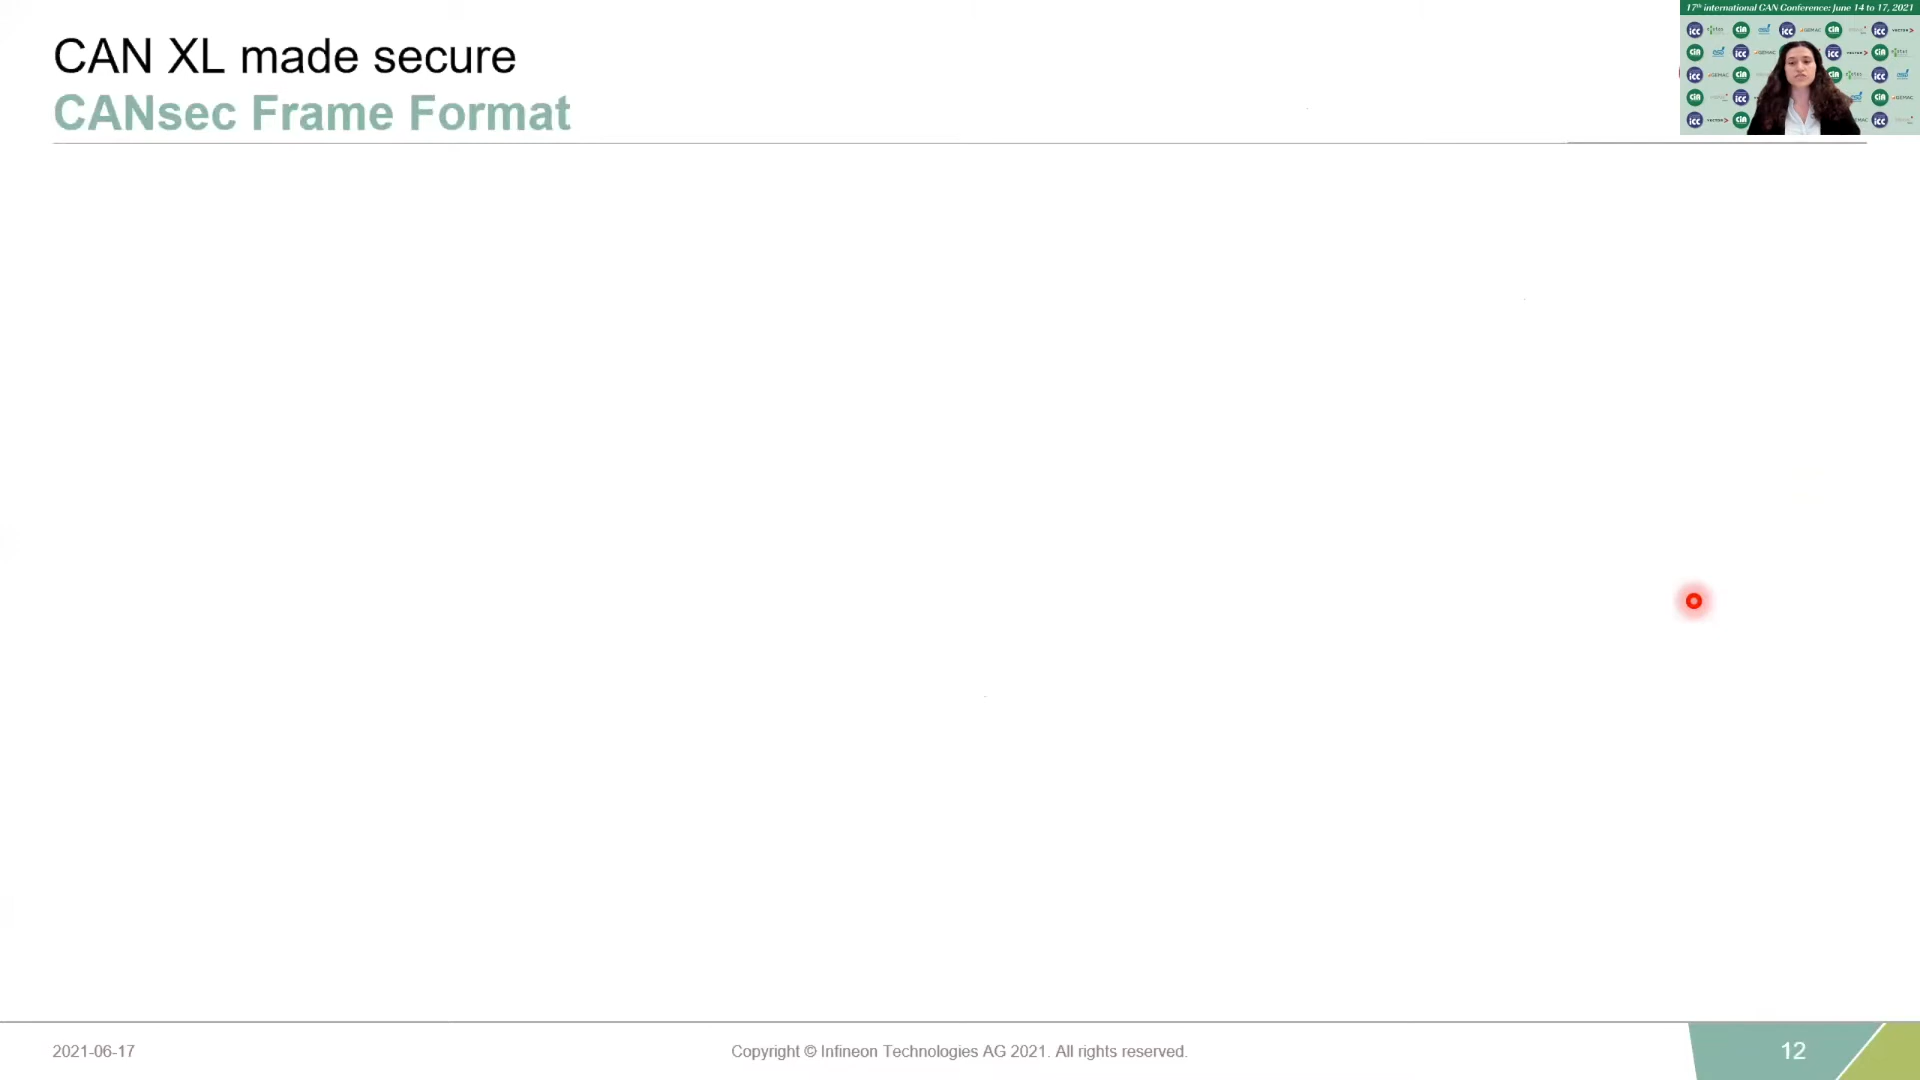 CAN XL made secure
CANsec Frame Format
17th international CAN Conference: June 14 to 17, 2021
2021-06-17
Copyright © Infineon Technologies AG 2021. All rights reserved.
12